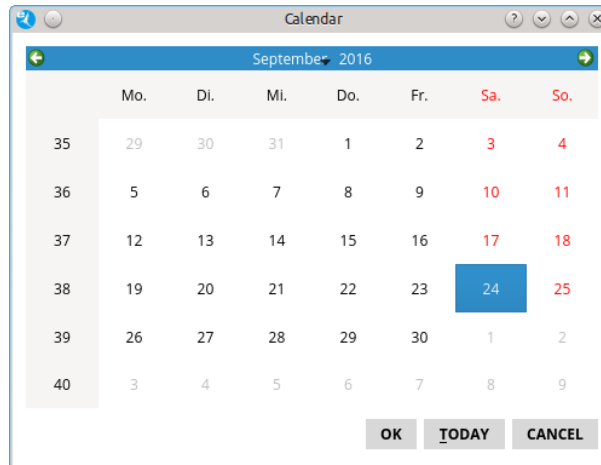 Calendar
September 2016
Mo. Di. Mi. Do. Fr. Sa. So.
35 29 30 31 1 2 3 4
36 5 6 7 8 9 10 11
37 12 13 14 15 16 17 18
38 19 20 21 22 23 24 25
39 26 27 28 29 30 1 2
40 3 4 5 6 7 8 9
OK TODAY CANCEL